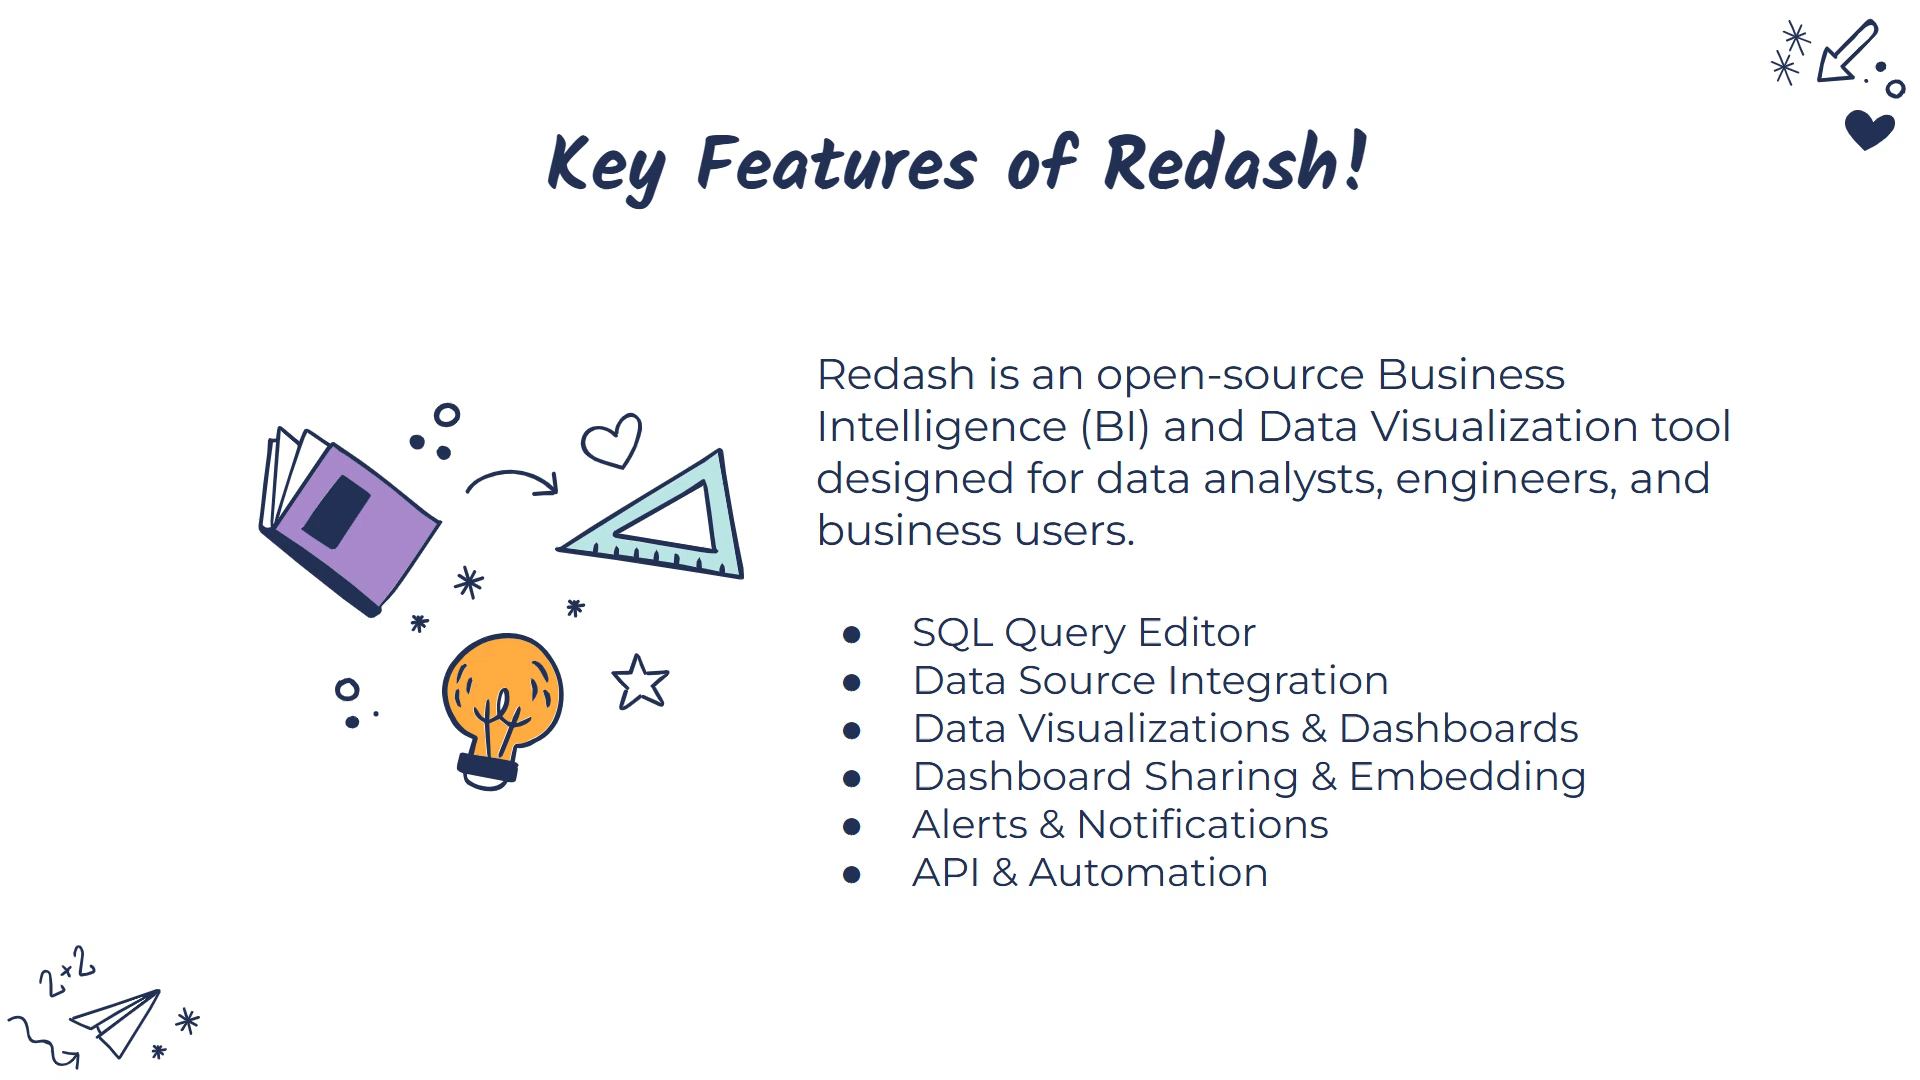 Key Features of Redash!
Redash is an open-source Business
Intelligence (BI) and Data Visualization tool
designed for data analysts, engineers, and
business users.
● SQL Query Editor
● Data Source Integration
● Data Visualizations & Dashboards
● Dashboard Sharing & Embedding
● Alerts & Notifications
● API & Automation
2×2